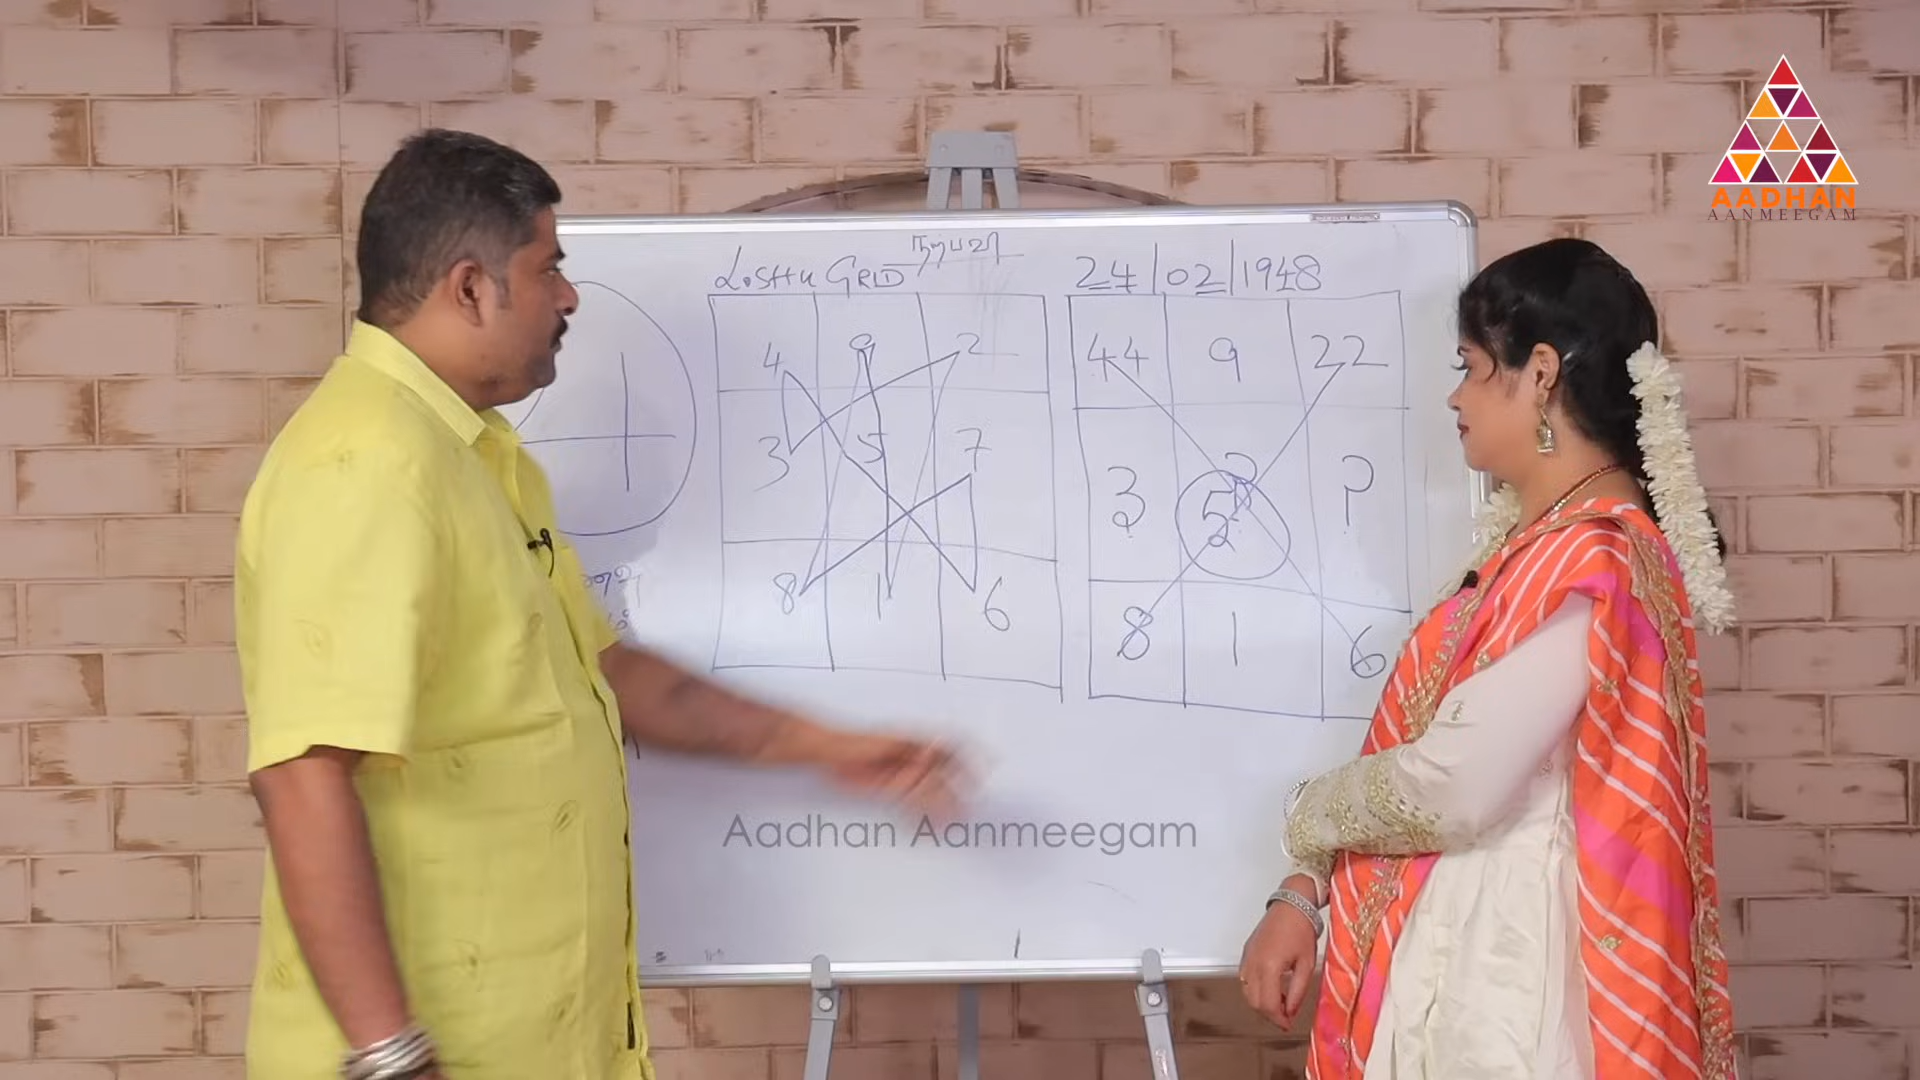 AADHAN
AANMEEGAM
LOSHU GRID
24/02/1948
4 9 2
3 5 7
8 1 6
44 9 22
3 5 ?
8 1 6
Aadhan Aanmeegam